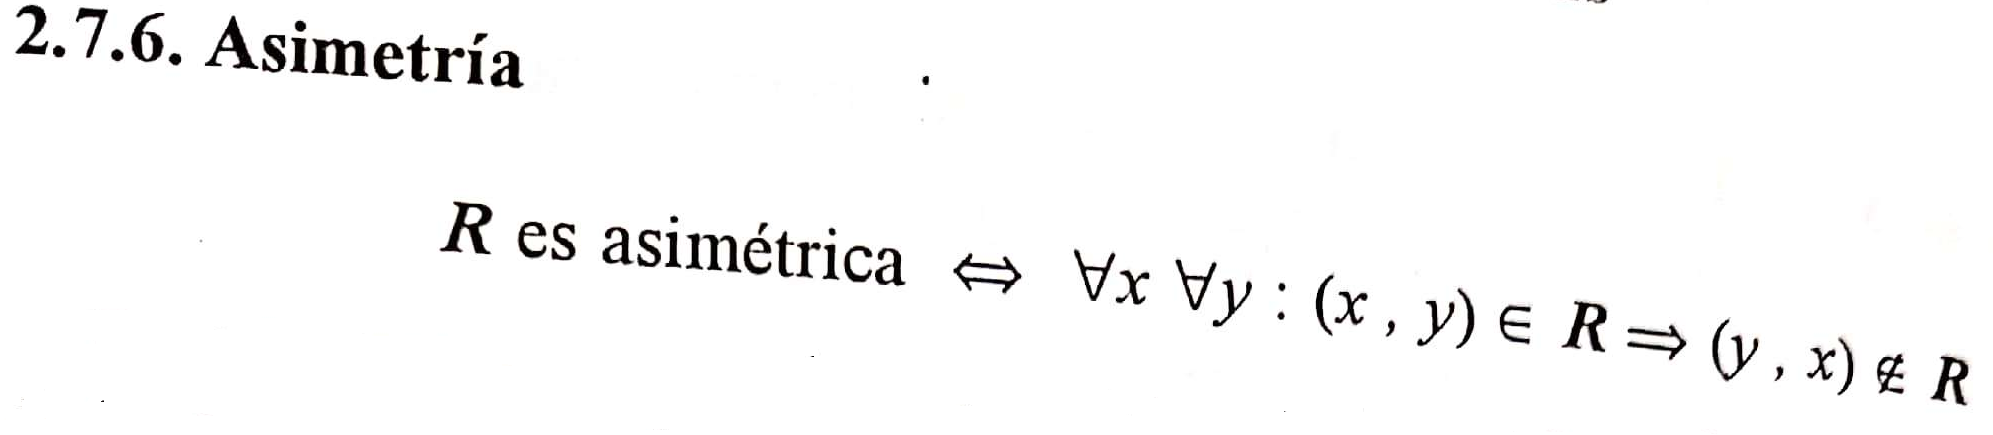 2.7.6. Asimetría
R es asimétrica ⇔ ∀x ∀y : (x , y) ∈ R ⇒ (y , x) ∉ R